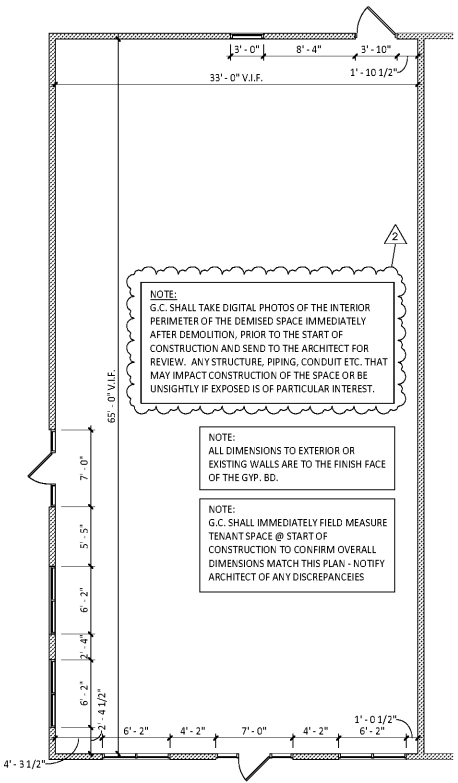 3' - 0"
8' - 4"
3' - 10"
1' - 10 1/2"
33' - 0" V.I.F.
2
NOTE:
G.C. SHALL TAKE DIGITAL PHOTOS OF THE INTERIOR
PERIMETER OF THE DEMISED SPACE IMMEDIATELY
AFTER DEMOLITION, PRIOR TO THE START OF
CONSTRUCTION AND SEND TO THE ARCHITECT FOR
REVIEW. ANY STRUCTURE, PIPING, CONDUIT ETC. THAT
MAY IMPACT CONSTRUCTION OF THE SPACE OR BE
UNSIGHTLY IF EXPOSED IS OF PARTICULAR INTEREST.
65' - 0" V.I.F.
NOTE:
ALL DIMENSIONS TO EXTERIOR OR
EXISTING WALLS ARE TO THE FINISH FACE
OF THE GYP. BD.
7' - 0"
NOTE:
G.C. SHALL IMMEDIATELY FIELD MEASURE
TENANT SPACE @ START OF
CONSTRUCTION TO CONFIRM OVERALL
DIMENSIONS MATCH THIS PLAN - NOTIFY
ARCHITECT OF ANY DISCREPANCEIES
5' - 5"
6' - 2"
2' - 4"
6' - 2"
2' - 4 1/2"
6' - 2"
4' - 2"
7' - 0"
4' - 2"
6' - 2"
1' - 0 1/2"
4' - 3 1/2"